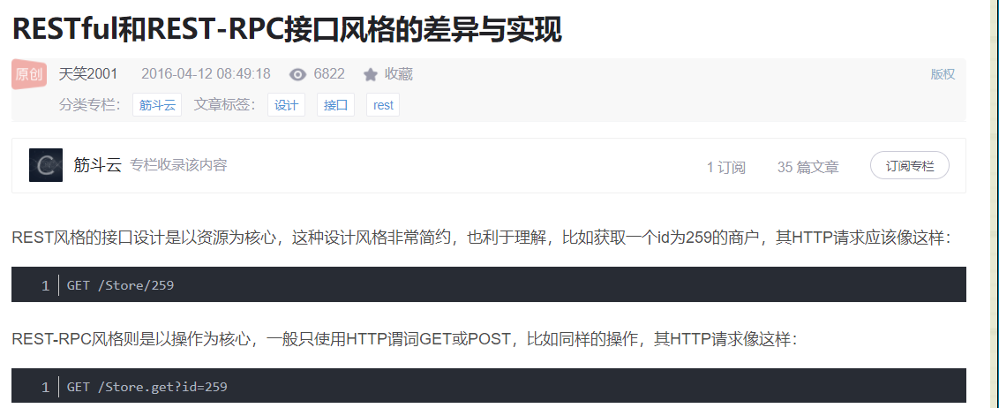 RESTful和REST-RPC接口风格的差异与实现
原创 天笑2001 2016-04-12 08:49:18 6822 收藏 版权
分类专栏： 筋斗云 文章标签： 设计 接口 rest
C 筋斗云 专栏收录该内容 1 订阅 35 篇文章 订阅专栏
REST风格的接口设计是以资源为核心，这种设计风格非常简约，也利于理解，比如获取一个id为259的商户，其HTTP请求应该像这样：
1 GET /Store/259
REST-RPC风格则是以操作为核心，一般只使用HTTP谓词GET或POST，比如同样的操作，其HTTP请求像这样：
1 GET /Store.get?id=259